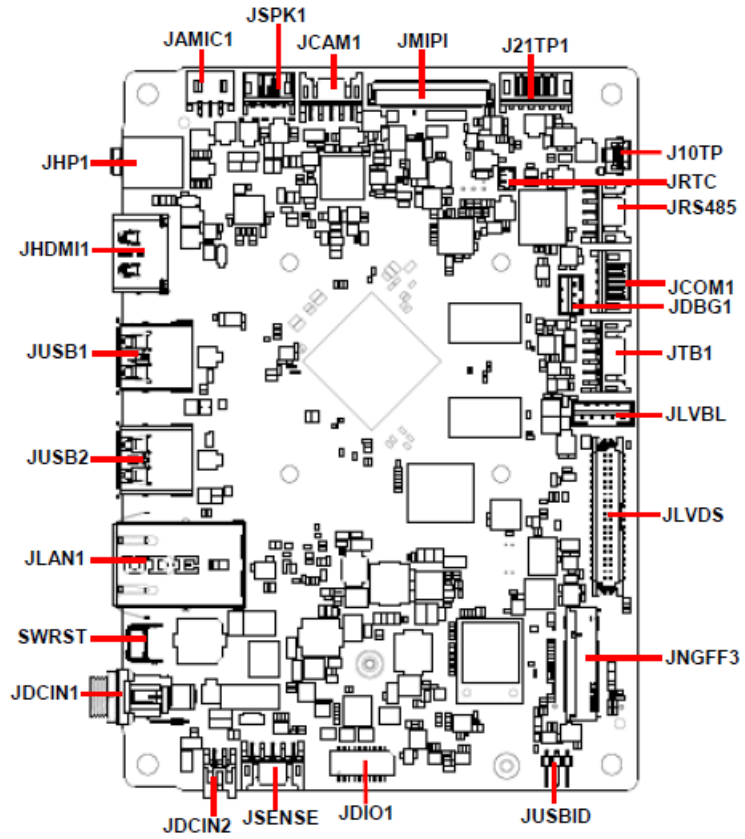 JSPK1
JAMIC1
JCAM1
JMIPI
J21TP1
JHP1
J10TP
JRTC
JRS485
JHDMI1
JCOM1
JDBG1
JUSB1
JTB1
JLVBL
JUSB2
JLVDS
JLAN1
SWRST
JNGFF3
JDCIN1
JDCIN2
JSENSE
JDIO1
JUSBID